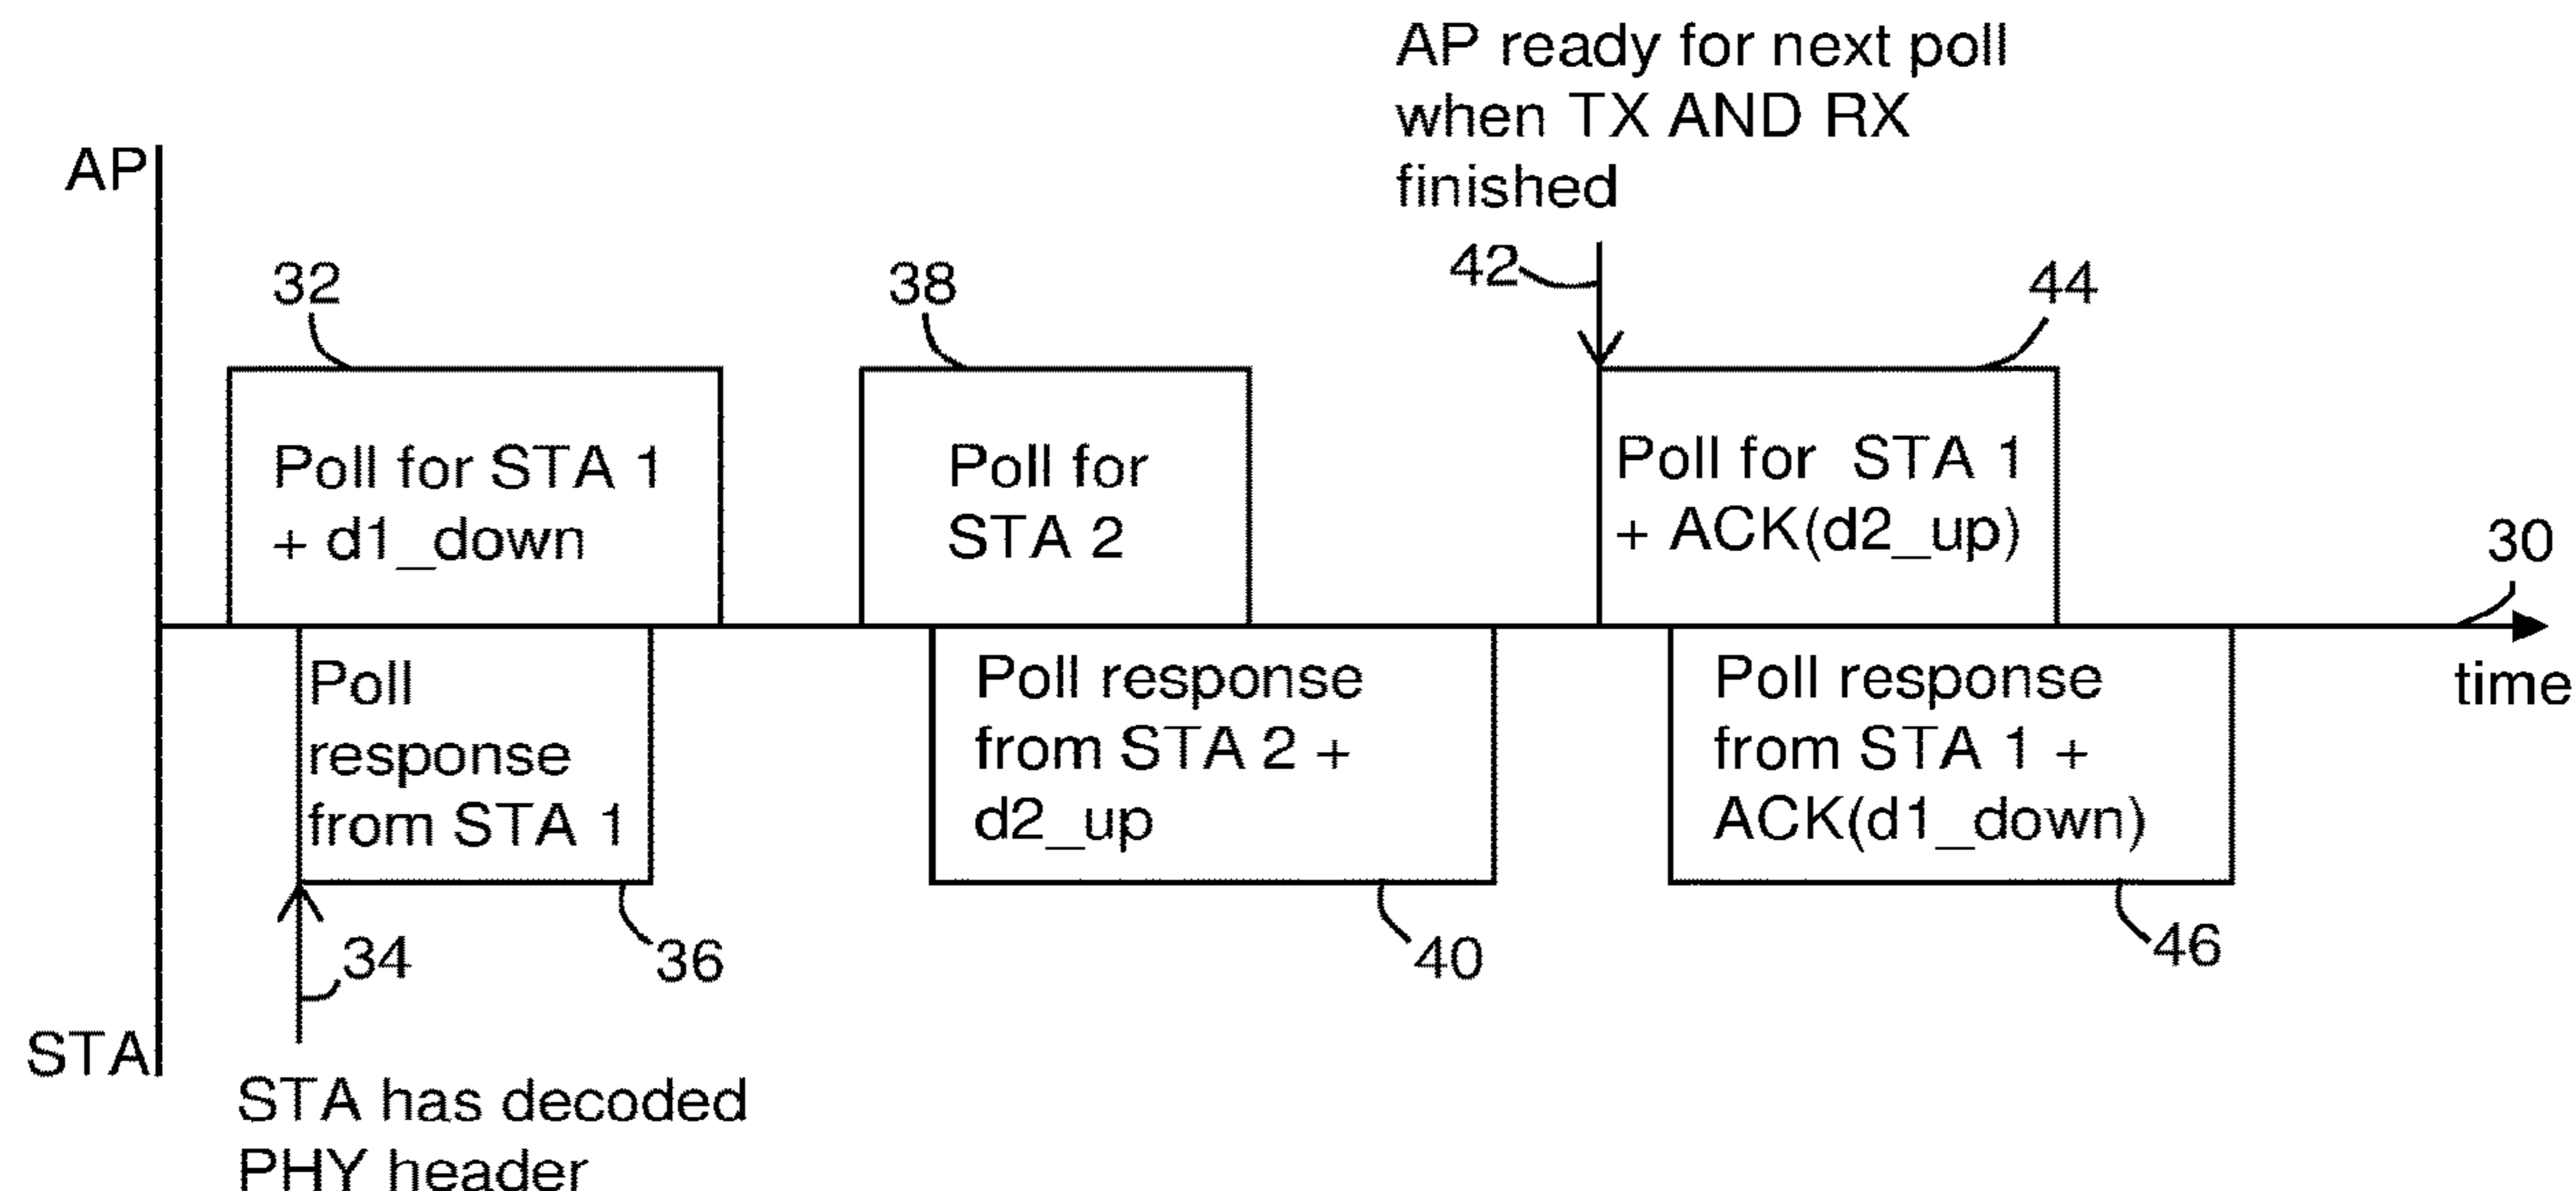 AP ready for next poll
when TX AND RX
finished
AP
32
38
42
44
Poll for STA 1
+ d1_down
Poll for
STA 2
Poll for STA 1
+ ACK(d2_up)
30
time
Poll
response
from STA 1
Poll response
from STA 2 +
d2_up
Poll response
from STA 1 +
ACK(d1_down)
34
36
40
46
STA
STA has decoded
PHY header